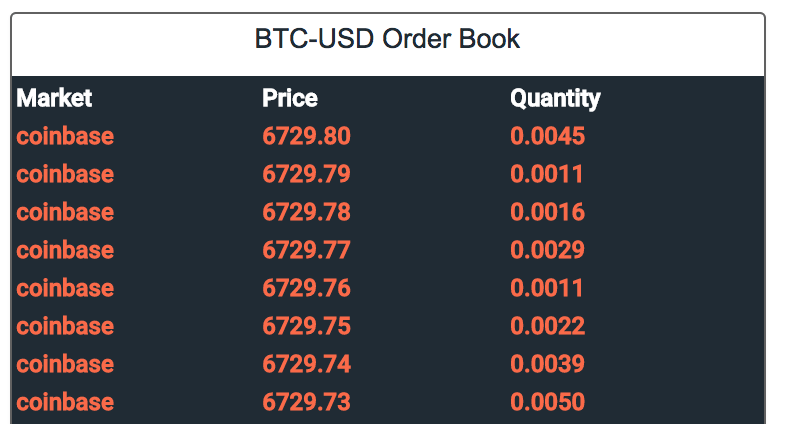 BTC-USD Order Book
Market Price Quantity
coinbase 6729.80 0.0045
coinbase 6729.79 0.0011
coinbase 6729.78 0.0016
coinbase 6729.77 0.0029
coinbase 6729.76 0.0011
coinbase 6729.75 0.0022
coinbase 6729.74 0.0039
coinbase 6729.73 0.0050